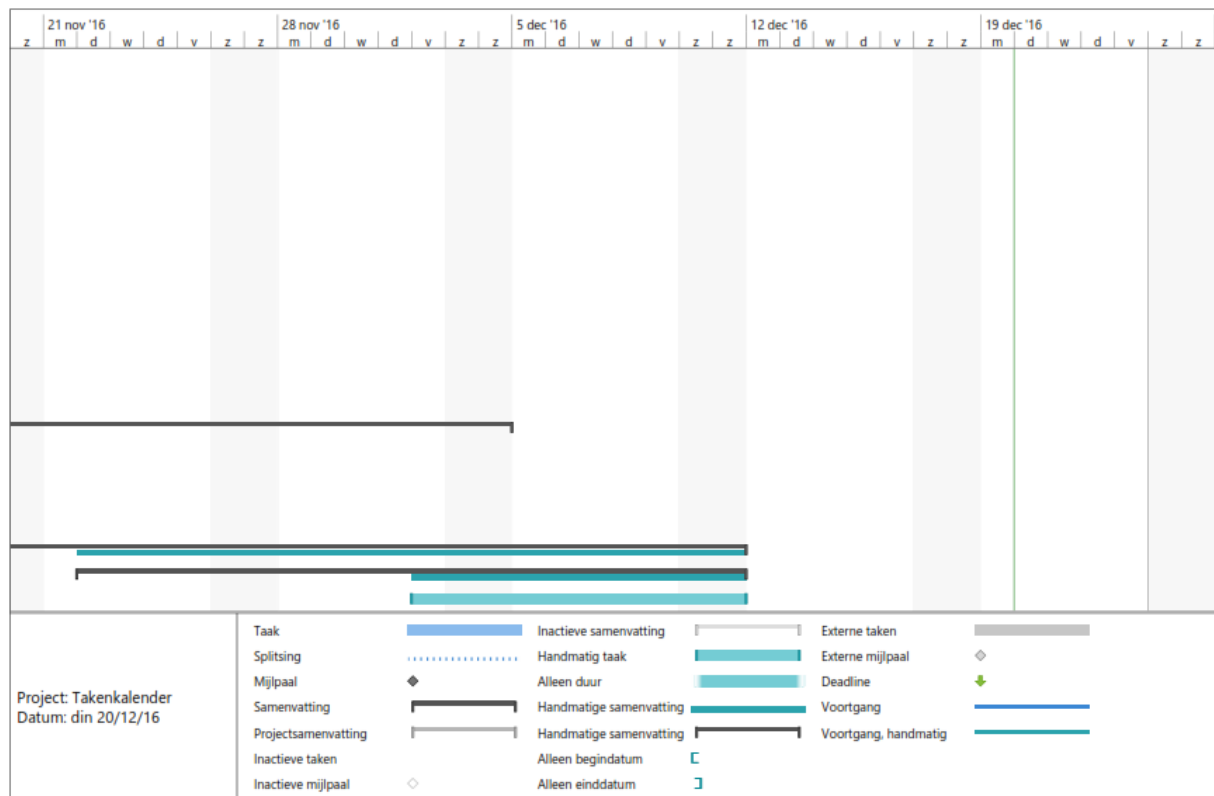 21 nov '16 28 nov '16 5 dec '16 12 dec '16 19 dec '16
z m d w d v z z m d w d v z z m d w d v z z m d w d v z z m d w d v z z
Project: Takenkalender
Datum: din 20/12/16
Taak
Splitsing
Mijlpaal
Samenvatting
Projectsamenvatting
Inactieve taken
Inactieve mijlpaal
Inactieve samenvatting
Handmatig taak
Alleen duur
Handmatige samenvatting
Handmatige samenvatting
Alleen begindatum
Alleen einddatum
Externe taken
Externe mijlpaal
Deadline
Voortgang
Voortgang, handmatig